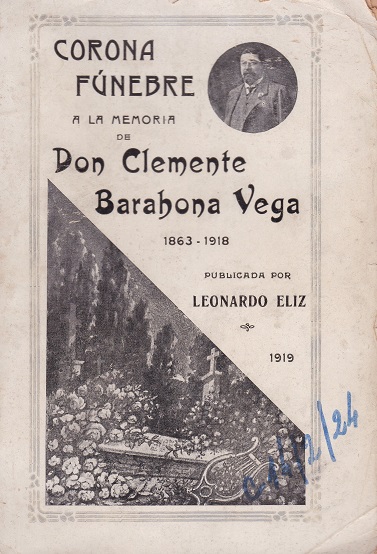 CORONA
FÚNEBRE
A LA MEMORIA
DE
Don Clemente
Barahona Vega
1863 - 1918
PUBLICADA POR
LEONARDO ELIZ
1919